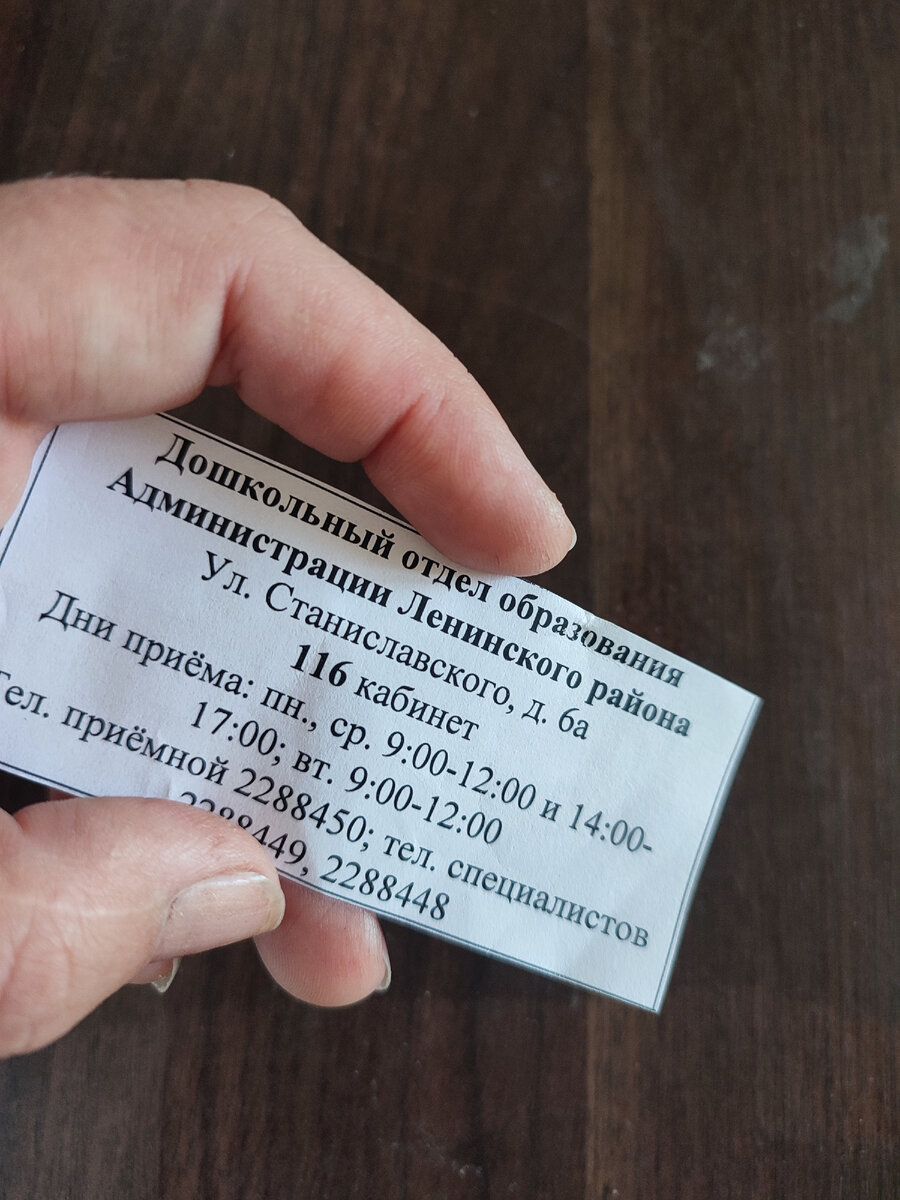 Дошкольный отдел образования
Администрации Ленинского района
Ул. Станиславского, д. 6а
116 кабинет
Дни приёма: пн., ср. 9:00-12:00 и 14:00-
17:00; вт. 9:00-12:00
Тел. приёмной 2288450; тел. специалистов
2288449, 2288448